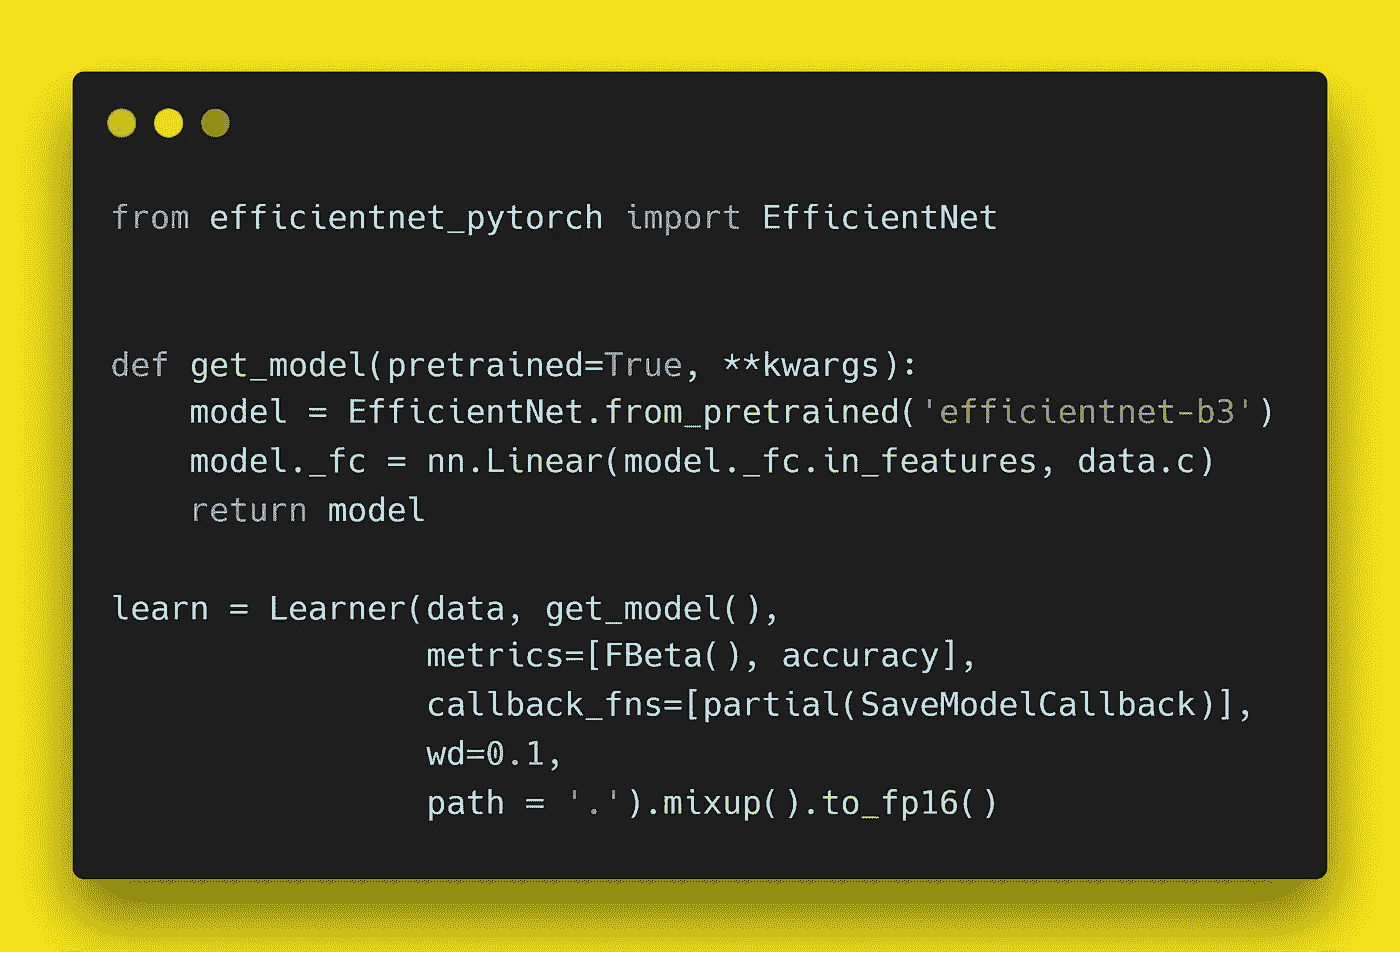 from efficientnet_pytorch import EfficientNet
def get_model(pretrained=True, **kwargs):
    model = EfficientNet.from_pretrained('efficientnet-b3')
    model._fc = nn.Linear(model._fc.in_features, data.c)
    return model
learn = Learner(data, get_model(),
                metrics=[FBeta(), accuracy],
                callback_fns=[partial(SaveModelCallback)],
                wd=0.1,
                path = '.').mixup().to_fp16()